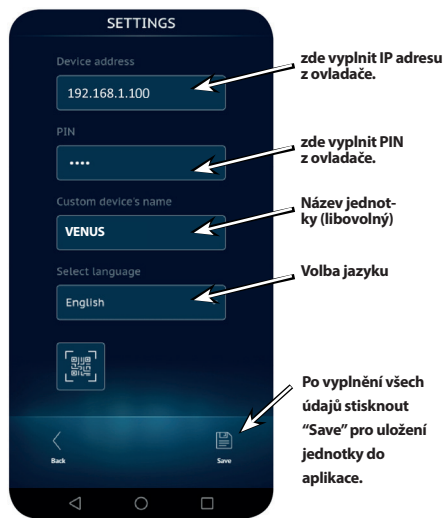 SETTINGS
Device address
192.168.1.100
zde vyplnit IP adresu
z ovladače.
PIN
••••
zde vyplnit PIN
z ovladače.
Custom device's name
VENUS
Název jednot-
ky (libovolný)
Select language
English
Volba jazyku
Po vyplnění všech
údajů stisknout
“Save” pro uložení
jednotky do
aplikace.
Back
Save